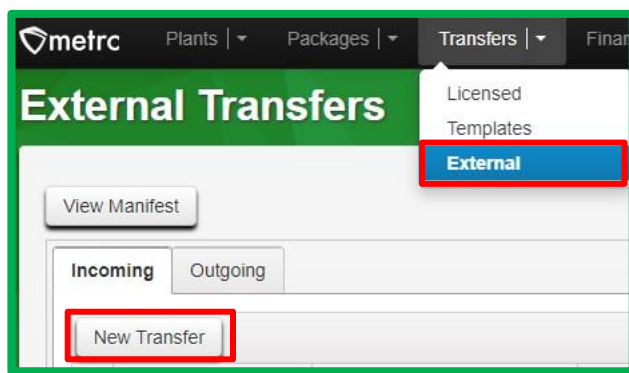 metrc Plants | Packages | Transfers | Finan
External Transfers
Licensed
Templates
External
View Manifest
Incoming Outgoing
New Transfer